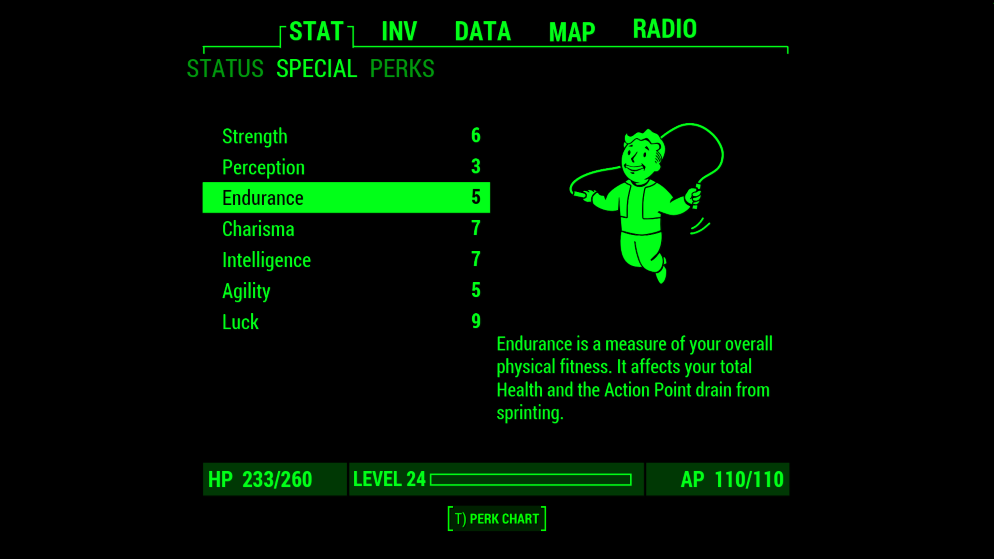 STAT INV DATA MAP RADIO
STATUS SPECIAL PERKS
Strength 6
Perception 3
Endurance 5
Charisma 7
Intelligence 7
Agility 5
Luck 9
Endurance is a measure of your overall
physical fitness. It affects your total
Health and the Action Point drain from
sprinting.
HP 233/260 LEVEL 24 AP 110/110
[T) PERK CHART]